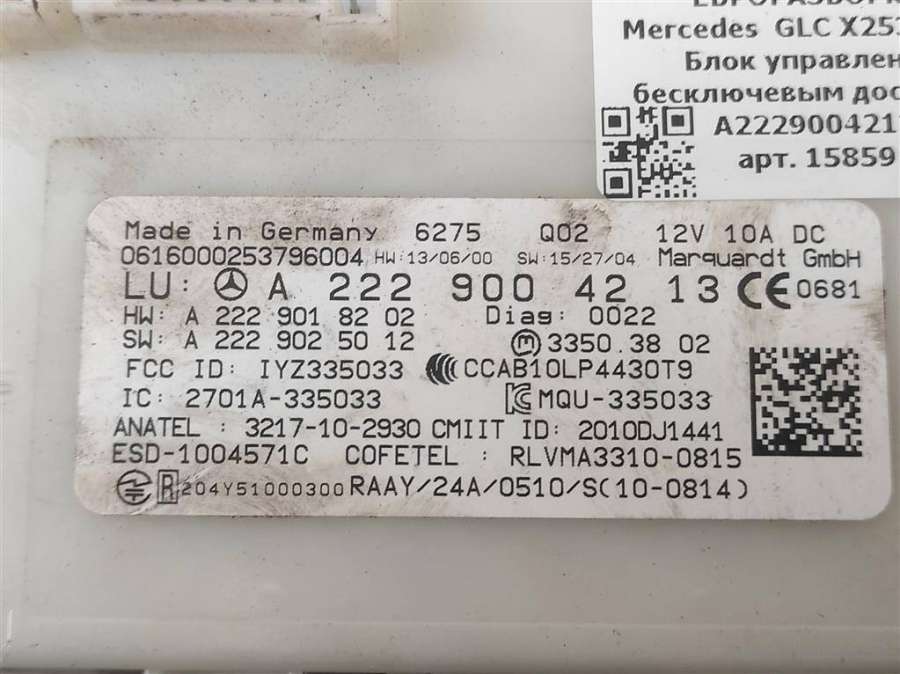 Mercedes GLC X253
Блок управлен
бесключевым дос
A222900421
арт. 15859
Made in Germany 6275 Q02 12V 10A DC
0616000253796004 HW:13/06/00 SW:15/27/04 Marquardt GmbH
LU: A 222 900 42 13 CE 0681
HW: A 222 901 82 02 Diag: 0022
SW: A 222 902 50 12 m 3350.38 02
FCC ID: IYZ335033 CCAB10LP4430T9
IC: 2701A-335033 MQU-335033
ANATEL : 3217-10-2930 CMIIT ID: 2010DJ1441
ESD-1004571C COFETEL : RLVMA3310-0815
R 204Y51000300 RAAY/24A/0510/S(10-0814)